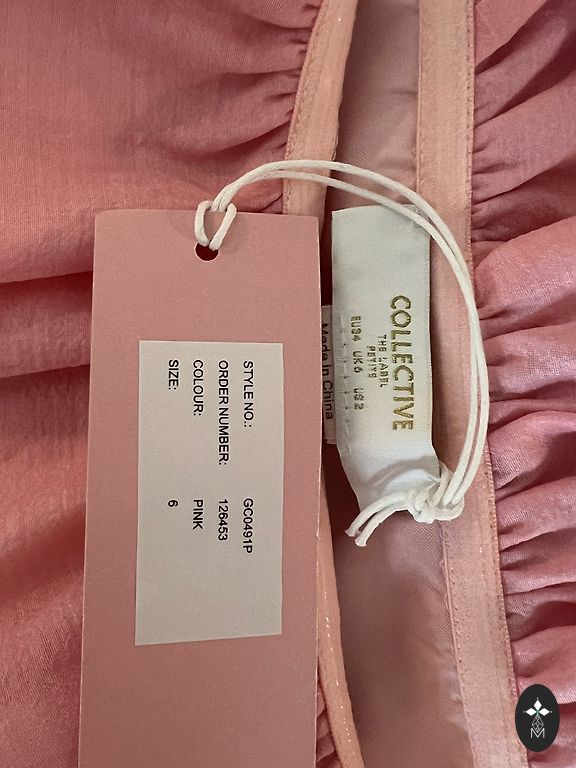 STYLE NO.: GC0491P
ORDER NUMBER: 126453
COLOUR: PINK
SIZE: 6
COLLECTIVE
THE LABEL
PETITE
EU34 UK6 US2
Made in China
M